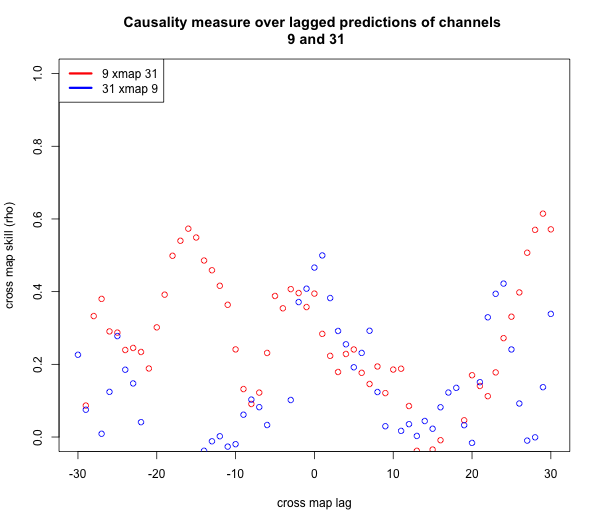 Causality measure over lagged predictions of channels
9 and 31
9 xmap 31
31 xmap 9
cross map skill (rho)
1.0
0.8
0.6
0.4
0.2
0.0
-30 -20 -10 0 10 20 30
cross map lag